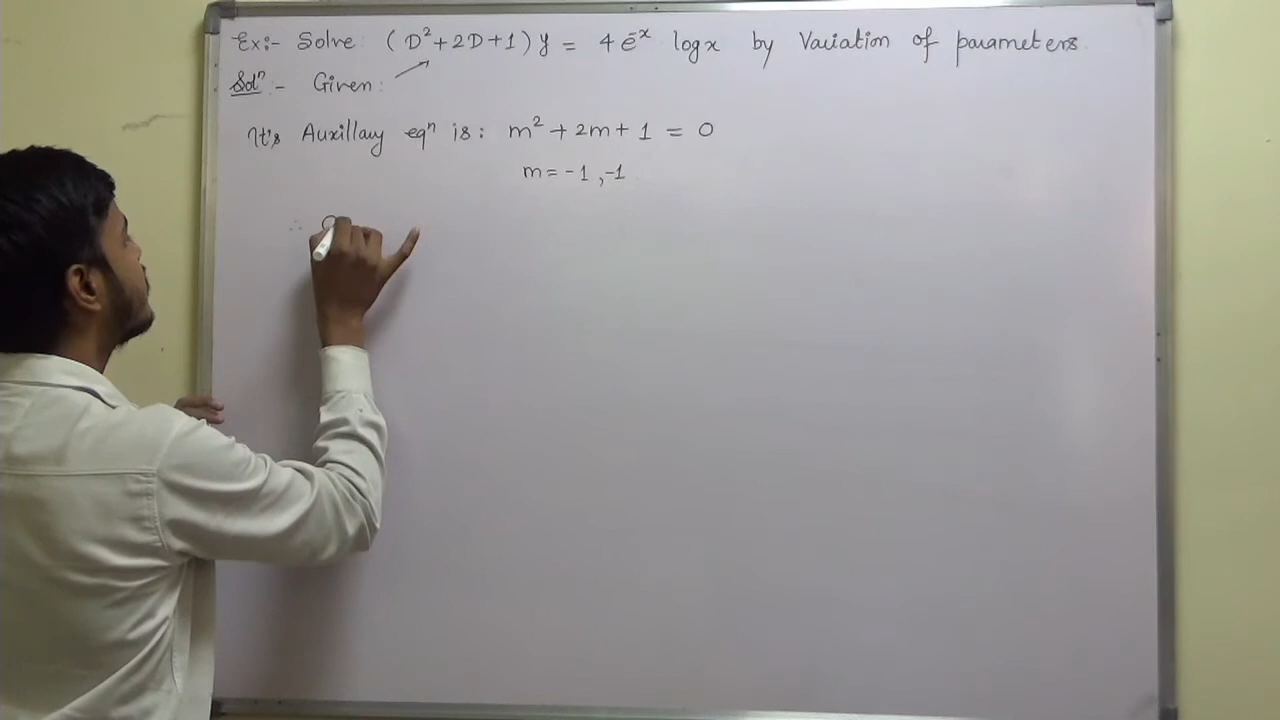 Ex:- Solve: (D² + 2D + 1) y = 4 e⁻ˣ log x by Variation of parameters
Solⁿ :- Given:
It's Auxillary eqⁿ is: m² + 2m + 1 = 0
m = -1, -1
∴